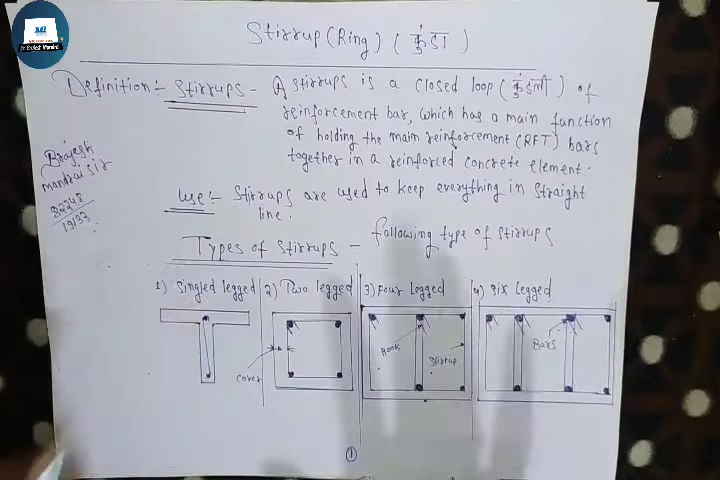 Stirrup (Ring) (कुंडा)
Definition:- Stirrups - A stirrups is a closed loop (कुंडली) of
reinforcement bar, which has a main function
of holding the main reinforcement (RFT) bars
together in a reinforced concrete element.
Brajesh
mandrai sir
82248
19133
Use:- Stirrups are used to keep everything in straight
line.
Types of stirrups - following type of stirrups
1) Singled legged
2) Two legged
3) Four legged
4) Six legged
Cover
Hook
Stirrup
Bars
1